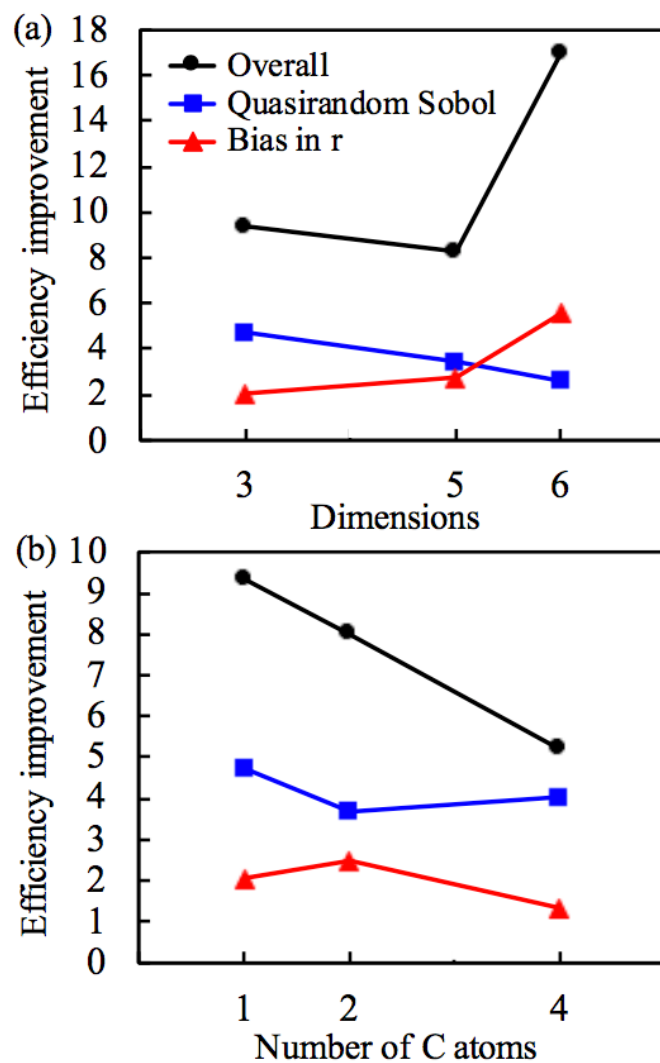 (a)
18
16
14
12
10
8
6
4
2
0
Efficiency improvement
Overall
Quasirandom Sobol
Bias in r
3 5 6
Dimensions
(b)
10
9
8
7
6
5
4
3
2
1
0
Efficiency improvement
1 2 4
Number of C atoms